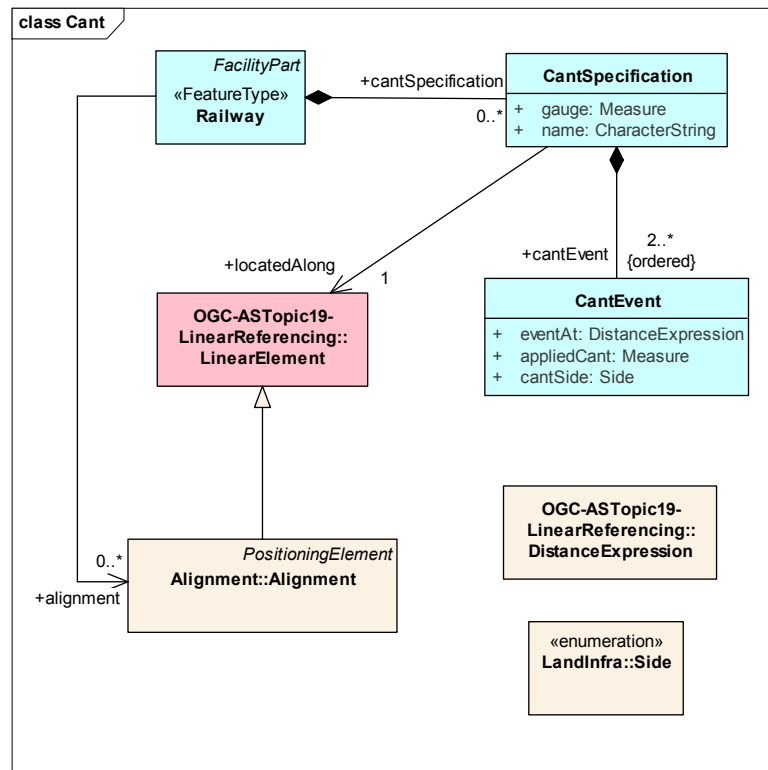 class Cant
FacilityPart
«FeatureType»
Railway
+cantSpecification
0..*
CantSpecification
+ gauge: Measure
+ name: CharacterString
+locatedAlong
1
+cantEvent
2..*
{ordered}
OGC-ASTopic19-
LinearReferencing::
LinearElement
CantEvent
+ eventAt: DistanceExpression
+ appliedCant: Measure
+ cantSide: Side
OGC-ASTopic19-
LinearReferencing::
DistanceExpression
0..*
+alignment
PositioningElement
Alignment::Alignment
«enumeration»
LandInfra::Side